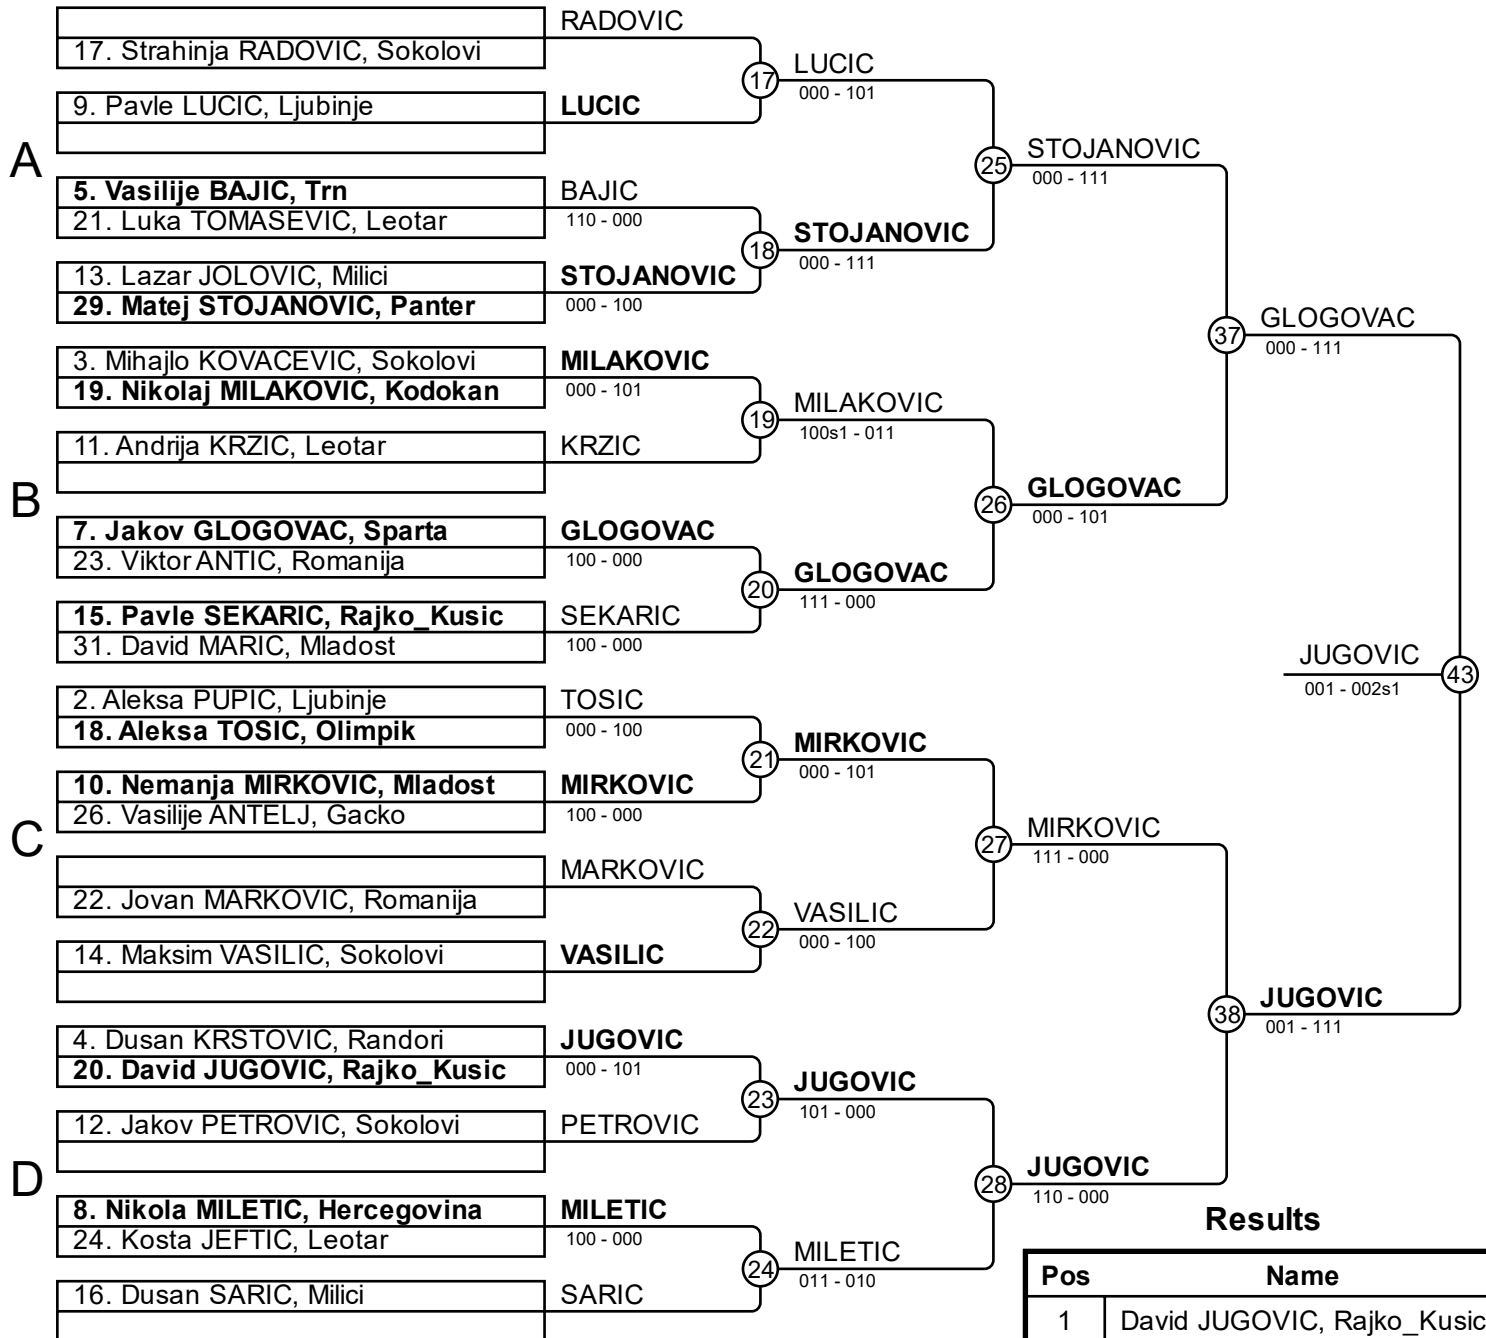 RADOVIC
17. Strahinja RADOVIC, Sokolovi
17
LUCIC
000 - 101
9. Pavle LUCIC, Ljubinje
LUCIC
A
25
STOJANOVIC
000 - 111
5. Vasilije BAJIC, Trn
BAJIC
21. Luka TOMASEVIC, Leotar
110 - 000
18
STOJANOVIC
000 - 111
13. Lazar JOLOVIC, Milici
STOJANOVIC
29. Matej STOJANOVIC, Panter
000 - 100
37
GLOGOVAC
000 - 111
3. Mihajlo KOVACEVIC, Sokolovi
MILAKOVIC
19. Nikolaj MILAKOVIC, Kodokan
000 - 101
19
MILAKOVIC
100s1 - 011
11. Andrija KRZIC, Leotar
KRZIC
B
26
GLOGOVAC
000 - 101
7. Jakov GLOGOVAC, Sparta
GLOGOVAC
23. Viktor ANTIC, Romanija
100 - 000
20
GLOGOVAC
111 - 000
15. Pavle SEKARIC, Rajko_Kusic
SEKARIC
31. David MARIC, Mladost
100 - 000
JUGOVIC
43
001 - 002s1
2. Aleksa PUPIC, Ljubinje
TOSIC
18. Aleksa TOSIC, Olimpik
000 - 100
21
MIRKOVIC
000 - 101
10. Nemanja MIRKOVIC, Mladost
MIRKOVIC
26. Vasilije ANTELJ, Gacko
100 - 000
C
27
MIRKOVIC
111 - 000
MARKOVIC
22. Jovan MARKOVIC, Romanija
22
VASILIC
000 - 100
14. Maksim VASILIC, Sokolovi
VASILIC
38
JUGOVIC
001 - 111
4. Dusan KRSTOVIC, Randori
JUGOVIC
20. David JUGOVIC, Rajko_Kusic
000 - 101
23
JUGOVIC
101 - 000
12. Jakov PETROVIC, Sokolovi
PETROVIC
D
28
JUGOVIC
110 - 000
8. Nikola MILETIC, Hercegovina
MILETIC
24. Kosta JEFTIC, Leotar
100 - 000
24
MILETIC
011 - 010
16. Dusan SARIC, Milici
SARIC
Results
Pos Name
1 David JUGOVIC, Rajko_Kusic